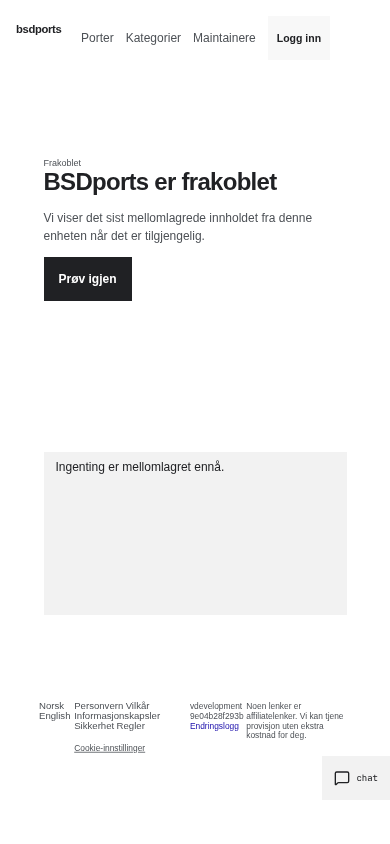 bsdports
Porter Kategorier Maintainere Logg inn
Frakoblet
BSDports er frakoblet
Vi viser det sist mellomlagrede innholdet fra denne
enheten når det er tilgjengelig.
Prøv igjen
Ingenting er mellomlagret ennå.
Norsk
English
Personvern Vilkår
Informasjonskapsler
Sikkerhet Regler
Cookie-innstillinger
vdevelopment
9e04b28f293b
Endringslogg
Noen lenker er
affiliatelenker. Vi kan tjene
provisjon uten ekstra
kostnad for deg.
chat